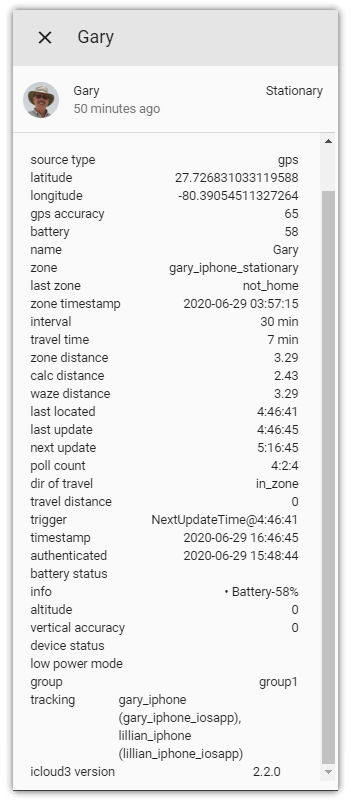 Gary
Gary Stationary
50 minutes ago
source type gps
latitude 27.726831033119588
longitude -80.39054511327264
gps accuracy 65
battery 58
name Gary
zone gary_iphone_stationary
last zone not_home
zone timestamp 2020-06-29 03:57:15
interval 30 min
travel time 7 min
zone distance 3.29
calc distance 2.43
waze distance 3.29
last located 4:46:41
last update 4:46:45
next update 5:16:45
poll count 4:2:4
dir of travel in_zone
travel distance 0
trigger NextUpdateTime@4:46:41
timestamp 2020-06-29 16:46:45
authenticated 2020-06-29 15:48:44
battery status
info • Battery-58%
altitude 0
vertical accuracy 0
device status
low power mode
group group1
tracking gary_iphone
(gary_iphone_iosapp),
lillian_iphone
(lillian_iphone_iosapp)
icloud3 version 2.2.0